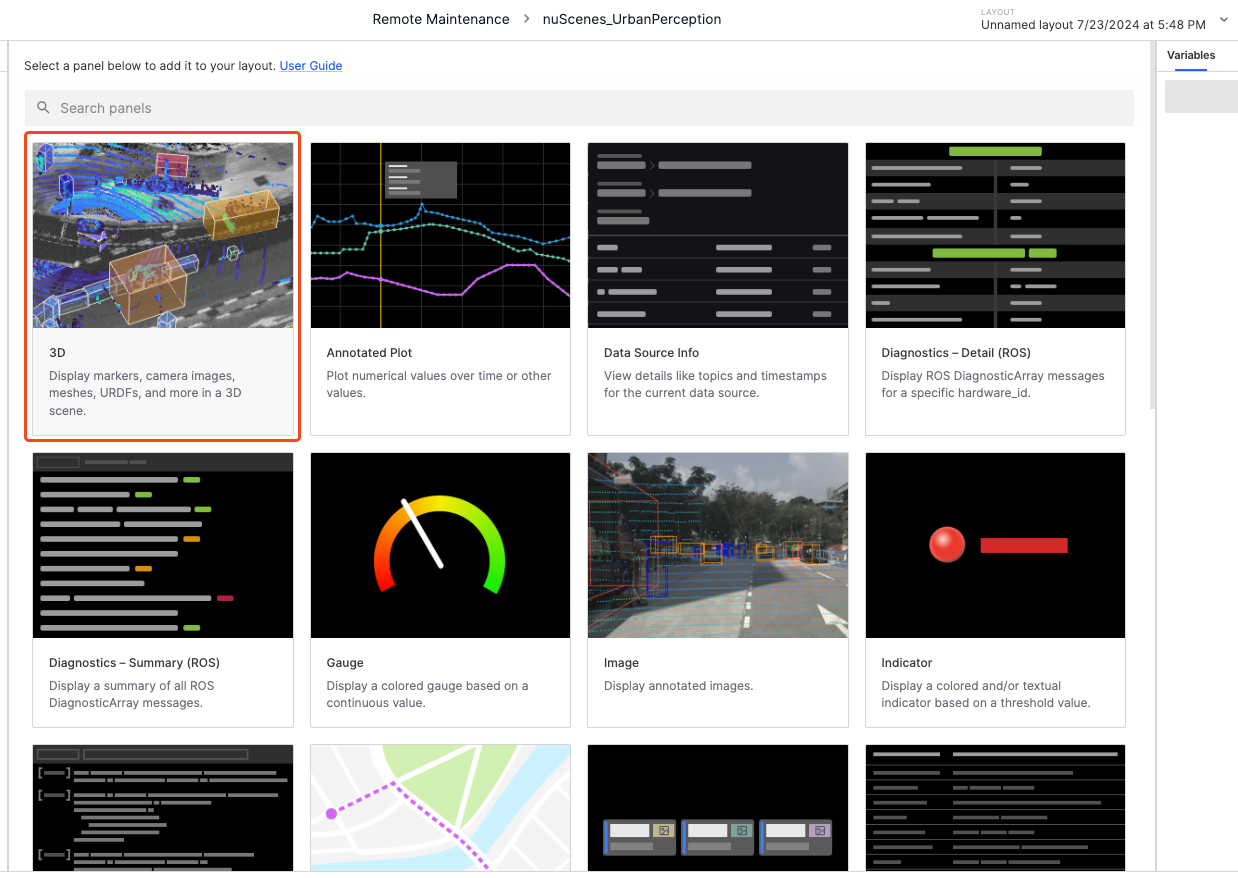 Remote Maintenance > nuScenes_UrbanPerception
LAYOUT
Unnamed layout 7/23/2024 at 5:48 PM
Variables
Select a panel below to add it to your layout. User Guide
Search panels
3D
Display markers, camera images,
meshes, URDFs, and more in a 3D
scene.
Annotated Plot
Plot numerical values over time or other
values.
Data Source Info
View details like topics and timestamps
for the current data source.
Diagnostics – Detail (ROS)
Display ROS DiagnosticArray messages
for a specific hardware_id.
Diagnostics – Summary (ROS)
Display a summary of all ROS
DiagnosticArray messages.
Gauge
Display a colored gauge based on a
continuous value.
Image
Display annotated images.
Indicator
Display a colored and/or textual
indicator based on a threshold value.